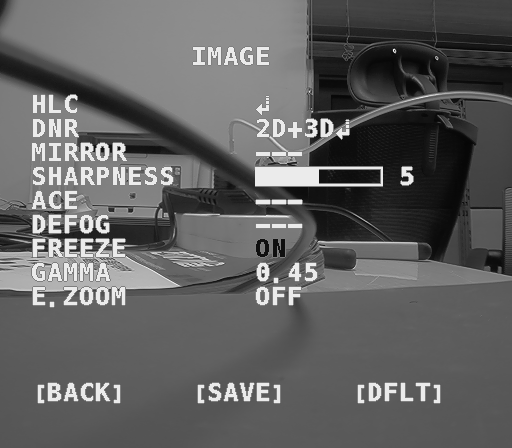 IMAGE
HLC ↲
DNR 2D+3D↲
MIRROR ---
SHARPNESS 5
ACE ---
DEFOG ---
FREEZE ON
GAMMA 0.45
E.ZOOM OFF
[BACK] [SAVE] [DFLT]